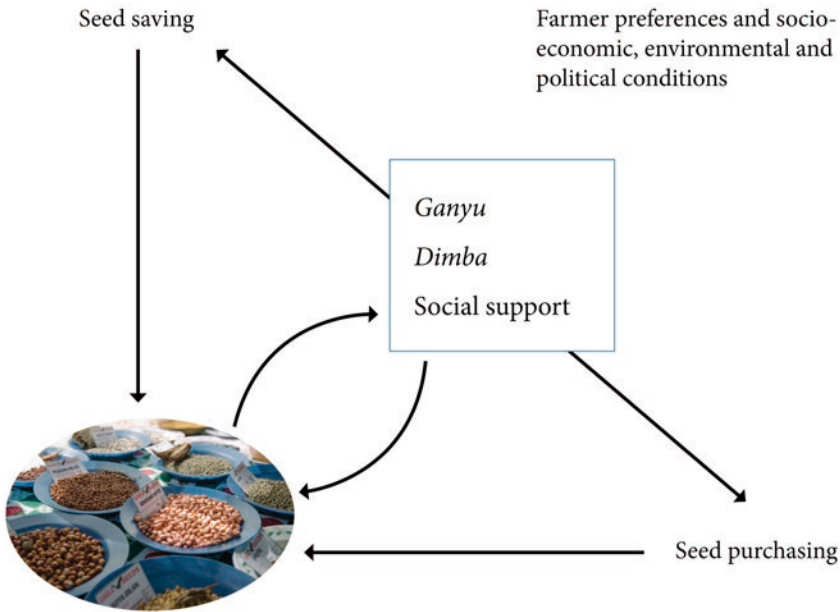 Seed saving
Farmer preferences and socio-
economic, environmental and
political conditions
Ganyu
Dimba
Social support
Seed purchasing